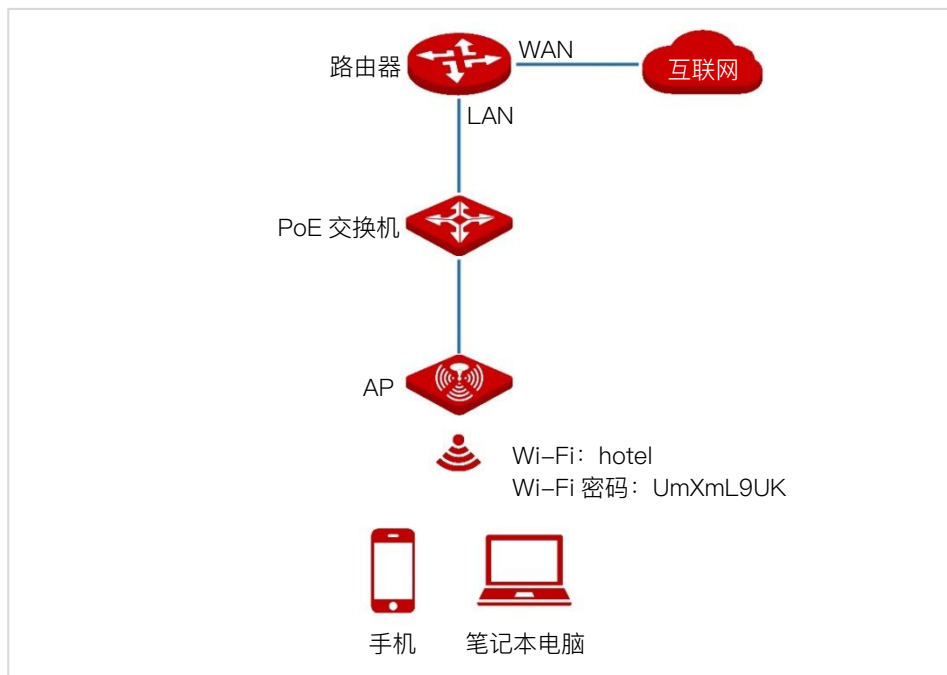 WAN
路由器
互联网
LAN
PoE 交换机
AP
Wi–Fi：hotel
Wi–Fi 密码：UmXmL9UK
手机
笔记本电脑